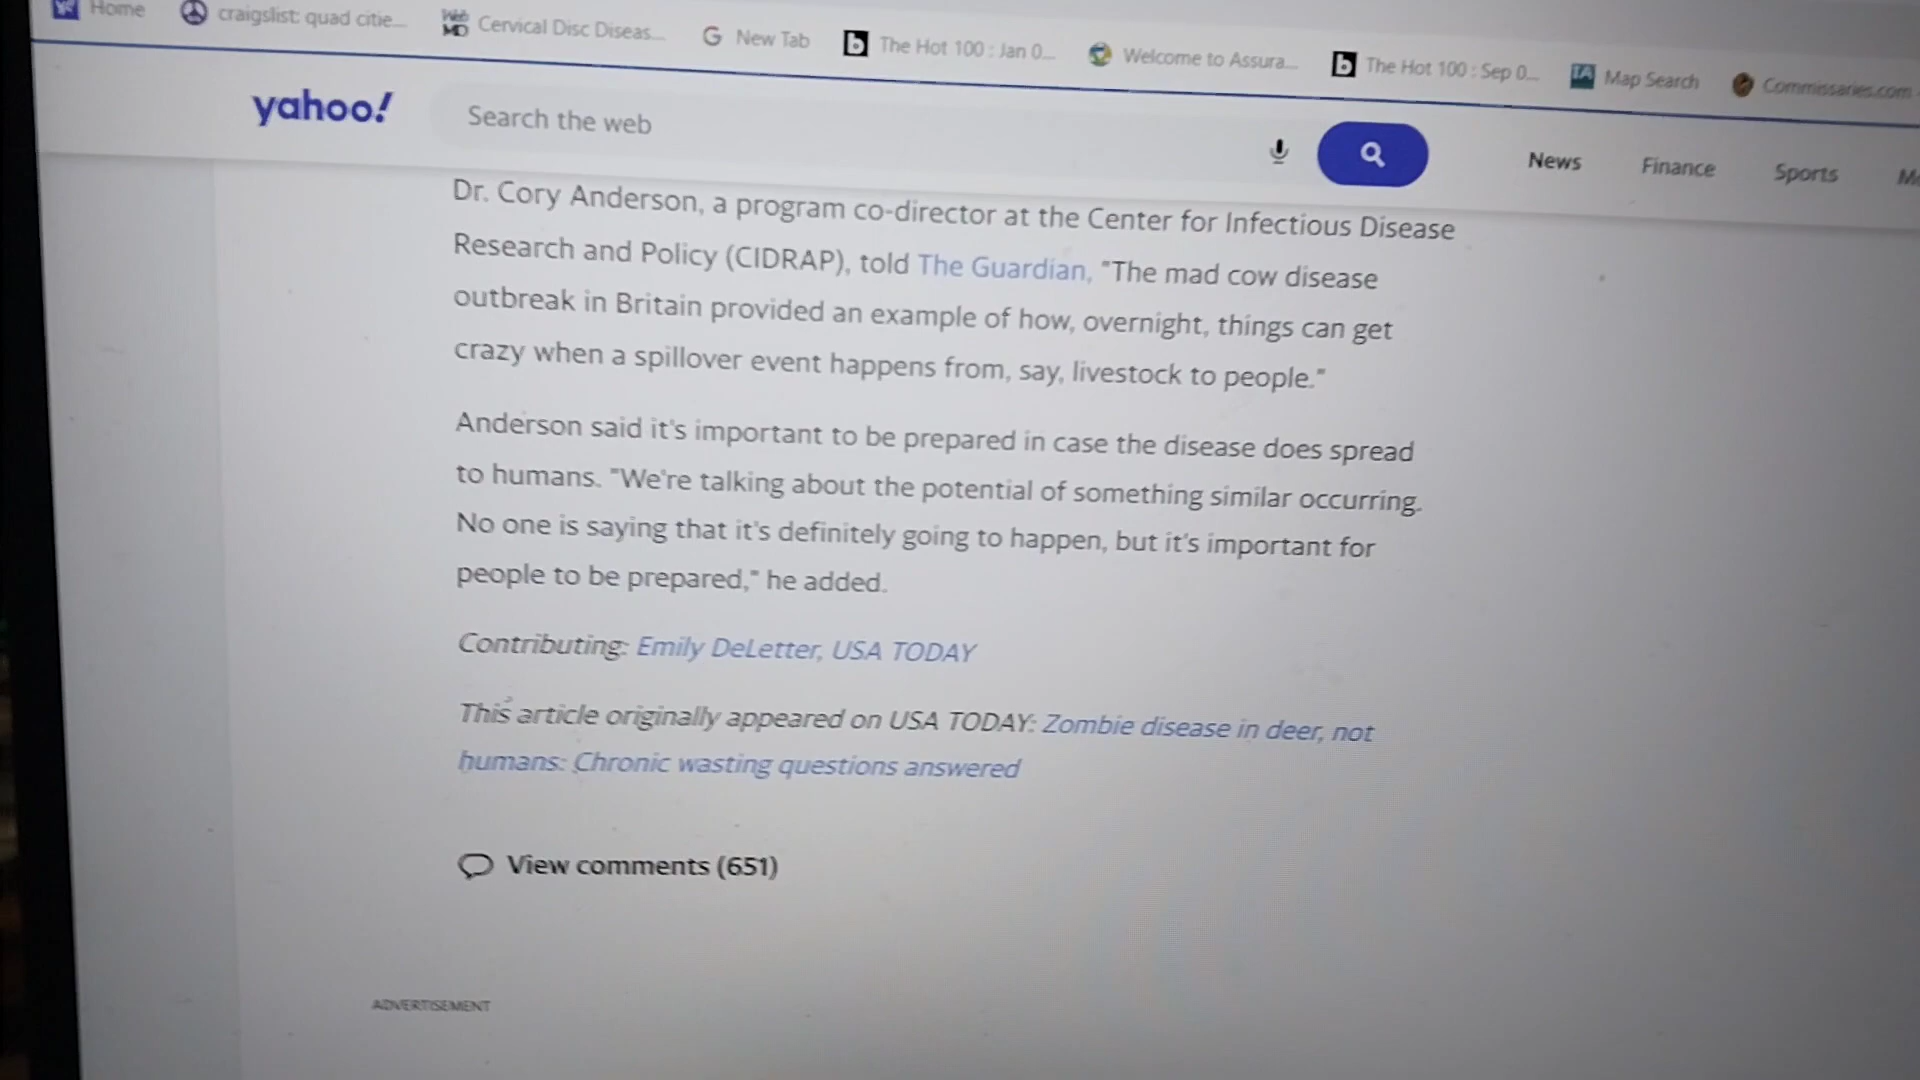 Home craigslist: quad citie... Web MD Cervical Disc Diseas... G New Tab b The Hot 100 : Jan 0... Welcome to Assura... b The Hot 100 : Sep 0... IA Map Search Commissaries.com
yahoo! Search the web News Finance Sports
Dr. Cory Anderson, a program co-director at the Center for Infectious Disease
Research and Policy (CIDRAP), told The Guardian, "The mad cow disease
outbreak in Britain provided an example of how, overnight, things can get
crazy when a spillover event happens from, say, livestock to people."
Anderson said it's important to be prepared in case the disease does spread
to humans. "We're talking about the potential of something similar occurring.
No one is saying that it's definitely going to happen, but it's important for
people to be prepared," he added.
Contributing: Emily DeLetter, USA TODAY
This article originally appeared on USA TODAY: Zombie disease in deer, not
humans: Chronic wasting questions answered
View comments (651)
ADVERTISEMENT